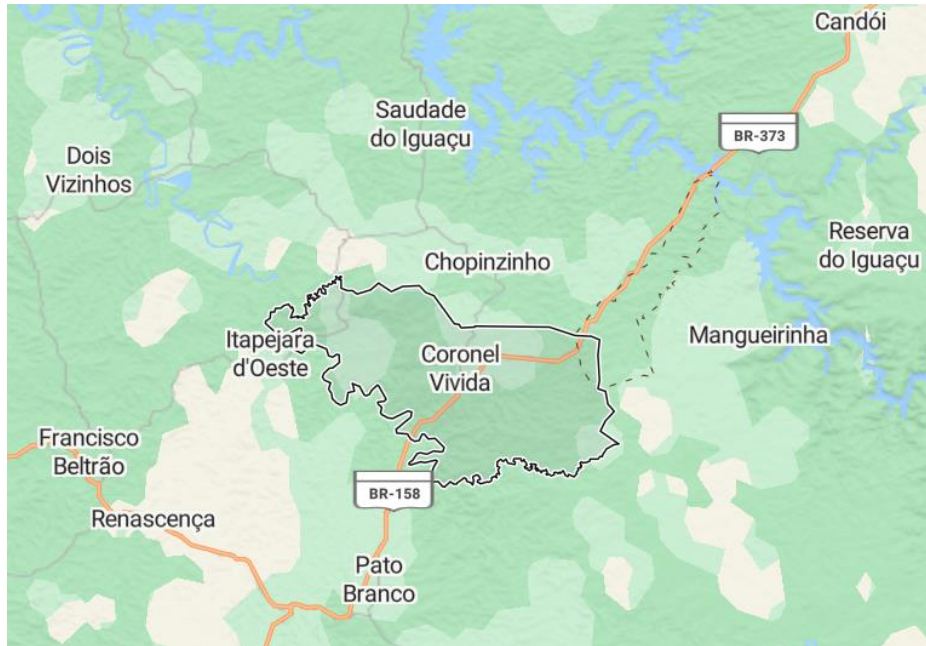 Candói
Saudade
do Iguaçu
BR-373
Dois
Vizinhos
Reserva
do Iguaçu
Chopinzinho
Itapejara
d'Oeste
Mangueirinha
Coronel
Vivida
Francisco
Beltrão
BR-158
Renascença
Pato
Branco